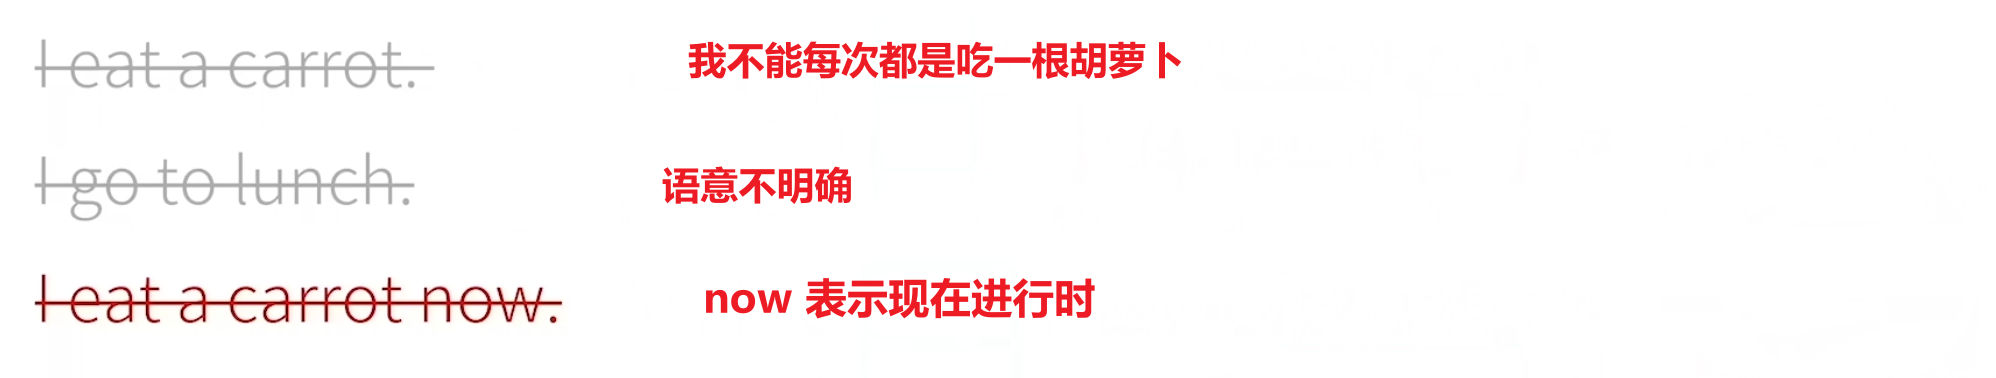 I eat a carrot. 我不能每次都是吃一根胡萝卜
I go to lunch. 语意不明确
I eat a carrot now. now 表示现在进行时